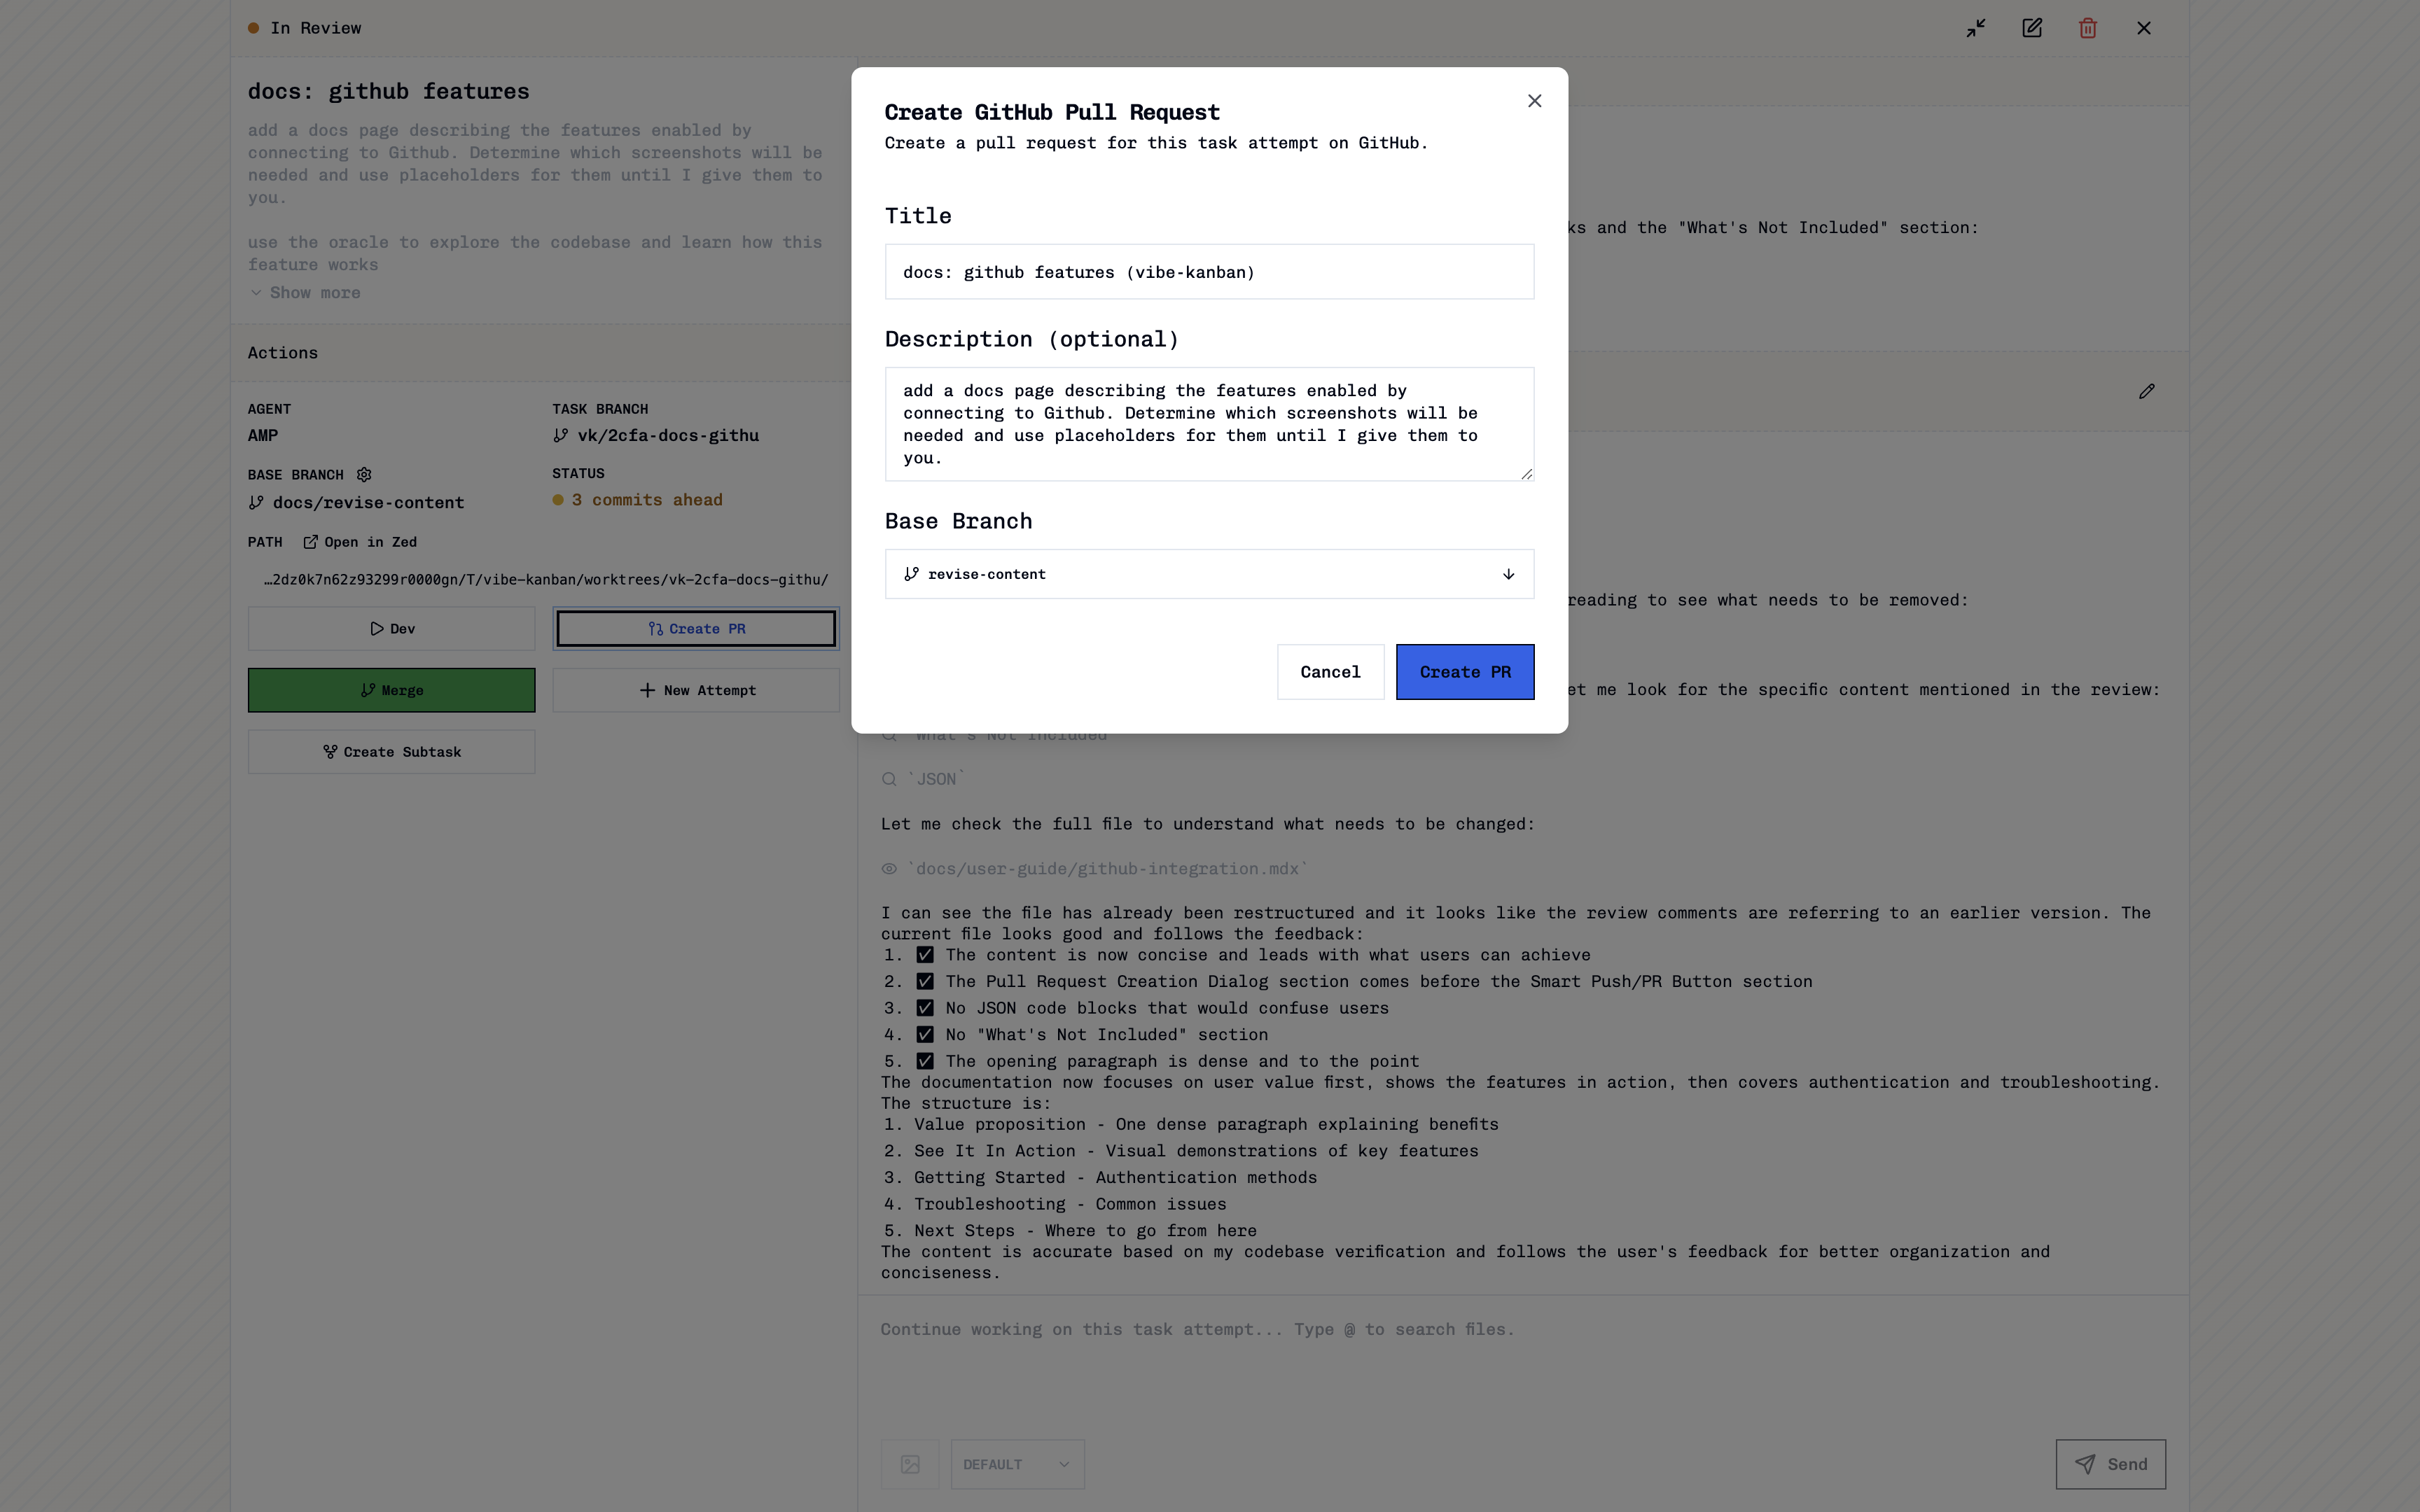 In Review
docs: github features
add a docs page describing the features enabled by
connecting to Github. Determine which screenshots will be
needed and use placeholders for them until I give them to
you.
use the oracle to explore the codebase and learn how this
feature works
Show more
Actions
AGENT
AMP
TASK BRANCH
vk/2cfa-docs-githu
BASE BRANCH
docs/revise-content
STATUS
3 commits ahead
PATH Open in Zed
…2dz0k7n62z93299r0000gn/T/vibe-kanban/worktrees/vk-2cfa-docs-githu/
Dev
Create PR
Merge
New Attempt
Create Subtask
Create GitHub Pull Request
Create a pull request for this task attempt on GitHub.
Title
docs: github features (vibe-kanban)
Description (optional)
add a docs page describing the features enabled by
connecting to Github. Determine which screenshots will be
needed and use placeholders for them until I give them to
you.
Base Branch
revise-content
Cancel
Create PR
and the "What's Not Included" section:
reading to see what needs to be removed:
me look for the specific content mentioned in the review:
What's Not Included
`JSON`
Let me check the full file to understand what needs to be changed:
`docs/user-guide/github-integration.mdx`
I can see the file has already been restructured and it looks like the review comments are referring to an earlier version. The
current file looks good and follows the feedback:
1. ☑ The content is now concise and leads with what users can achieve
2. ☑ The Pull Request Creation Dialog section comes before the Smart Push/PR Button section
3. ☑ No JSON code blocks that would confuse users
4. ☑ No "What's Not Included" section
5. ☑ The opening paragraph is dense and to the point
The documentation now focuses on user value first, shows the features in action, then covers authentication and troubleshooting.
The structure is:
1. Value proposition - One dense paragraph explaining benefits
2. See It In Action - Visual demonstrations of key features
3. Getting Started - Authentication methods
4. Troubleshooting - Common issues
5. Next Steps - Where to go from here
The content is accurate based on my codebase verification and follows the user's feedback for better organization and
conciseness.
Continue working on this task attempt... Type @ to search files.
DEFAULT
Send